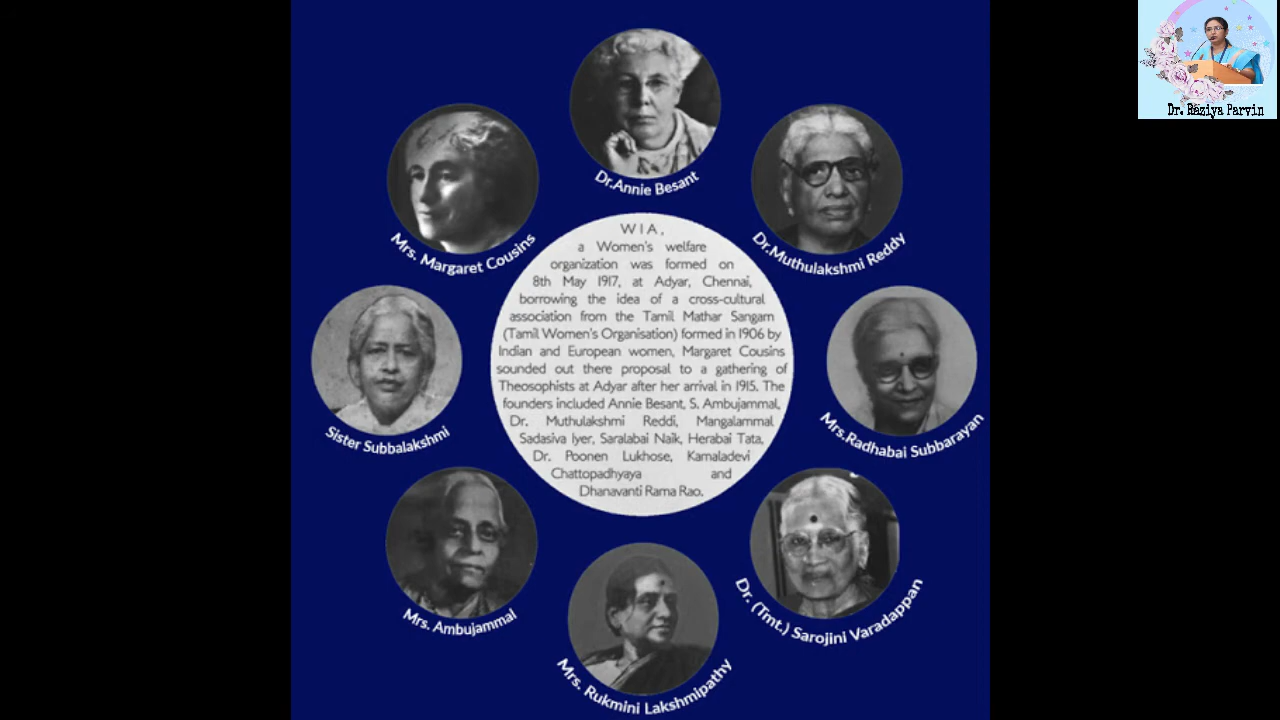 Dr. Raziya Parvin
Dr.Annie Besant
Mrs. Margaret Cousins
Dr.Muthulakshmi Reddy
W I A ,
a Women's welfare
organization was formed on
8th May 1917, at Adyar, Chennai,
borrowing the idea of a cross-cultural
association from the Tamil Mathar Sangam
(Tamil Women's Organisation) formed in 1906 by
Indian and European women, Margaret Cousins
sounded out there proposal to a gathering of
Theosophists at Adyar after her arrival in 1915. The
founders included Annie Besant, S. Ambujammal,
Dr. Muthulakshmi Reddi, Mangalammal
Sadasiva Iyer, Saralabai Naik, Herabai Tata,
Dr. Poonen Lukhose, Kamaladevi
Chattopadhyaya and
Dhanavanti Rama Rao.
Sister Subbalakshmi
Mrs.Radhabai Subbarayan
Mrs. Ambujammal
Dr. (Tmt.) Sarojini Varadappan
Mrs. Rukmini Lakshmipathy